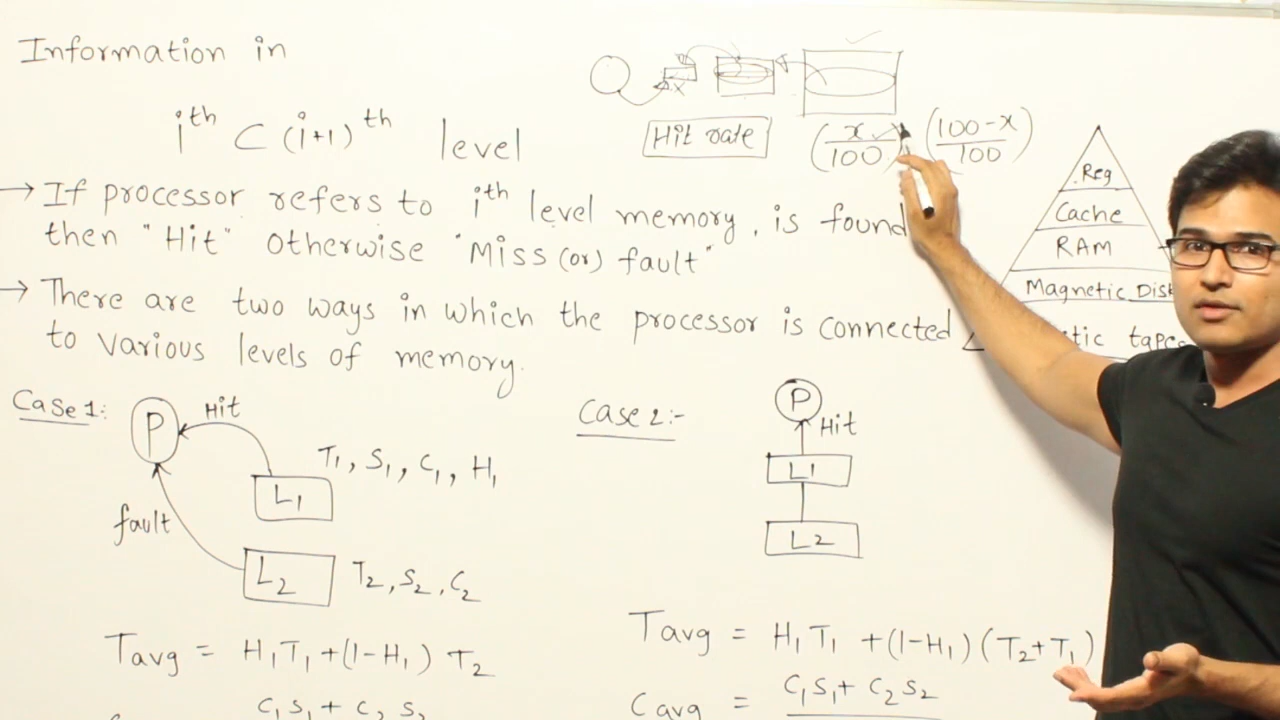 Information in
iᵗʰ ⊂ (i+1)ᵗʰ level
→ If processor refers to iᵗʰ level memory, is found
then "Hit" otherwise "Miss (or) fault"
→ There are two ways in which the processor is connected
to various levels of memory.
x
Hit rate
(x/100) (100-x/100)
Reg
Cache
RAM
Magnetic Disk
tic tapes
Case 1:
P
Hit
L1
T₁, S₁, C₁, H₁
fault
L2
T₂, S₂, C₂
Tavg = H₁T₁ + (1-H₁) T₂
C₁S₁ + C₂S₂
Case 2:-
P
Hit
L1
L2
Tavg = H₁T₁ + (1-H₁)(T₂+T₁)
Cavg = C₁S₁ + C₂S₂